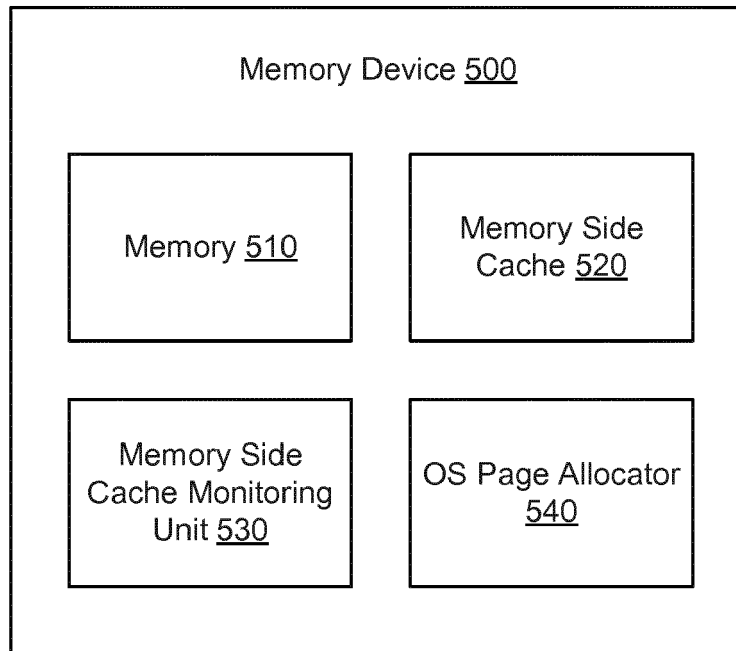 Memory Device 500
Memory 510
Memory Side
Cache 520
Memory Side
Cache Monitoring
Unit 530
OS Page Allocator
540